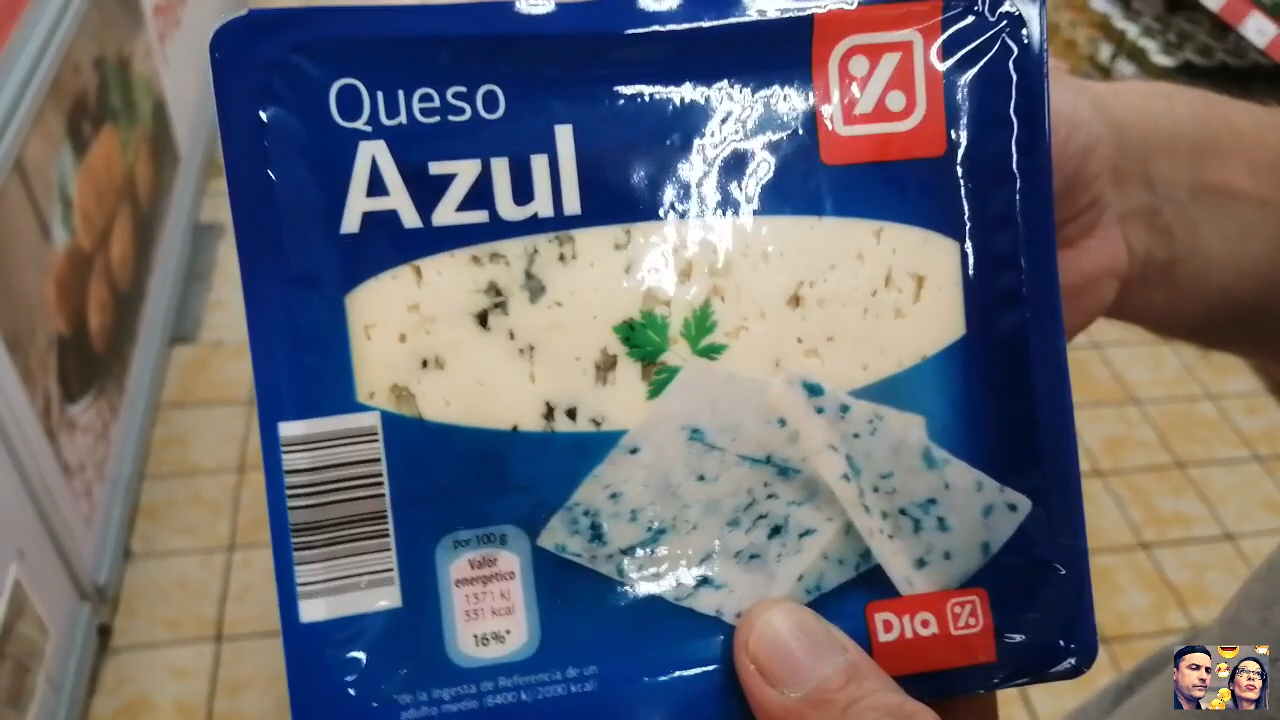 Queso
Azul
%
por 100 g
Valor
energético
1371 kJ
331 kcal
16%*
DIA %
*de la Ingesta de Referencia de un
adulto medio (8400 kJ/2000 kcal)